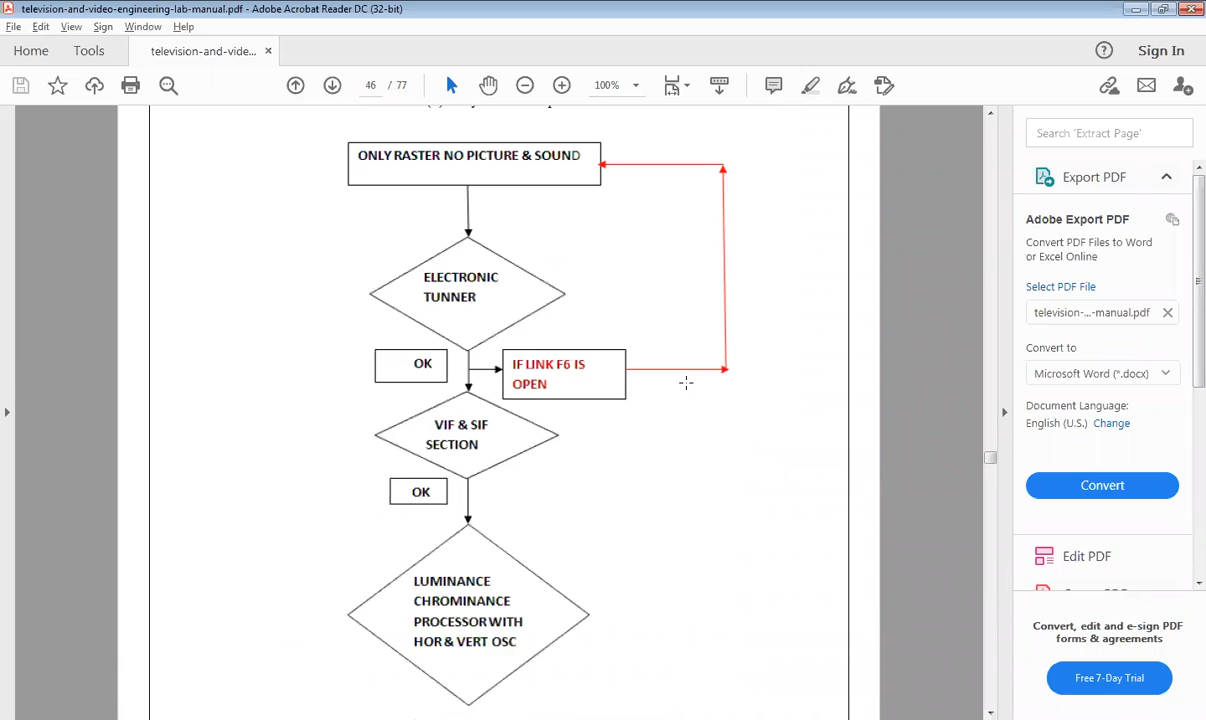 television-and-video-engineering-lab-manual.pdf - Adobe Acrobat Reader DC (32-bit)
File Edit View Sign Window Help
Home Tools television-and-vide... × Sign In
46 / 77 100%
ONLY RASTER NO PICTURE & SOUND
ELECTRONIC
TUNNER
OK
IF LINK F6 IS
OPEN
VIF & SIF
SECTION
OK
LUMINANCE
CHROMINANCE
PROCESSOR WITH
HOR & VERT OSC
Search 'Extract Page'
Export PDF
Adobe Export PDF
Convert PDF Files to Word
or Excel Online
Select PDF File
television-...-manual.pdf
Convert to
Microsoft Word (*.docx)
Document Language:
English (U.S.) Change
Convert
Edit PDF
Convert, edit and e-sign PDF
forms & agreements
Free 7-Day Trial